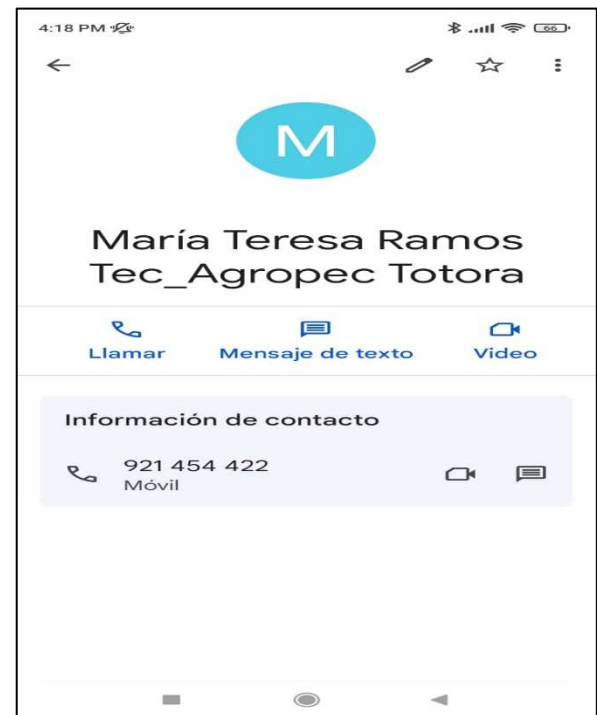 4:18 PM
66
M
María Teresa Ramos
Tec_Agropec Totora
Llamar Mensaje de texto Video
Información de contacto
921 454 422
Móvil